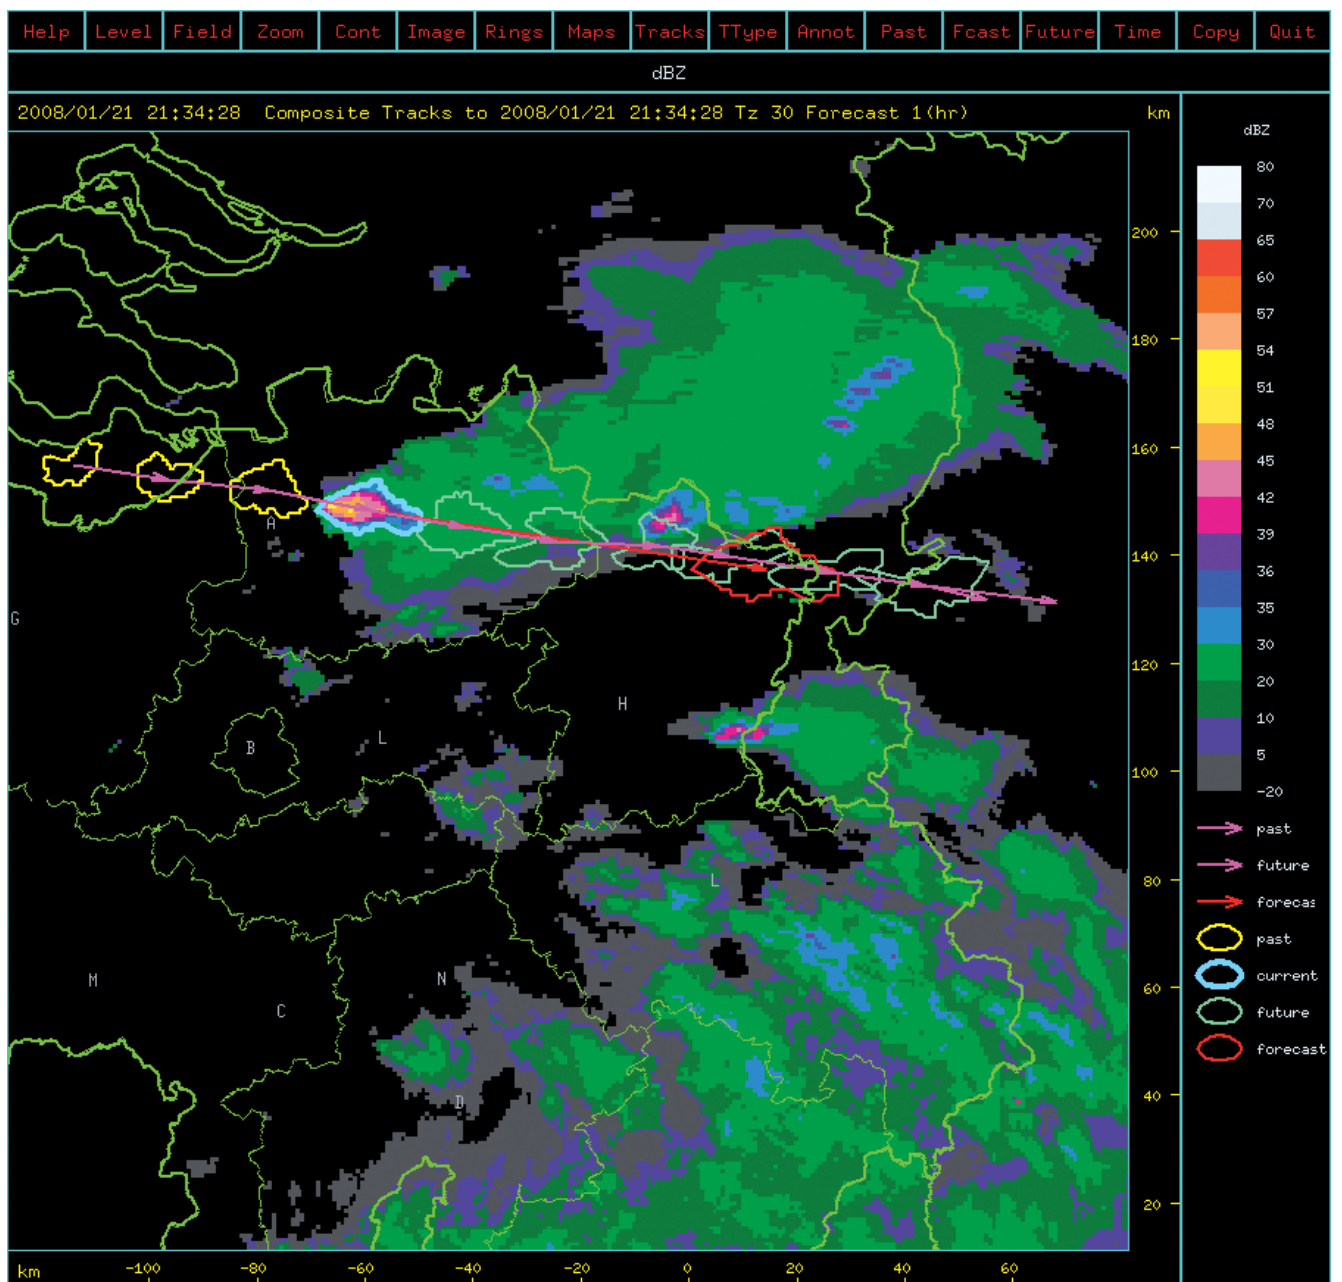 Help Level Field Zoom Cont Image Rings Maps Tracks TType Annot Past Fcast Future Time Copy Quit
dBZ
2008/01/21 21:34:28 Composite Tracks to 2008/01/21 21:34:28 Tz 30 Forecast 1(hr) km
dBZ
80
70
65
60
57
54
51
48
45
42
39
36
35
30
20
10
5
-20
past
future
forecas
past
current
future
forecast
200
180
160
140
120
100
80
60
40
20
A
G
H
B L
L
M N
C
D
km -100 -80 -60 -40 -20 0 20 40 60